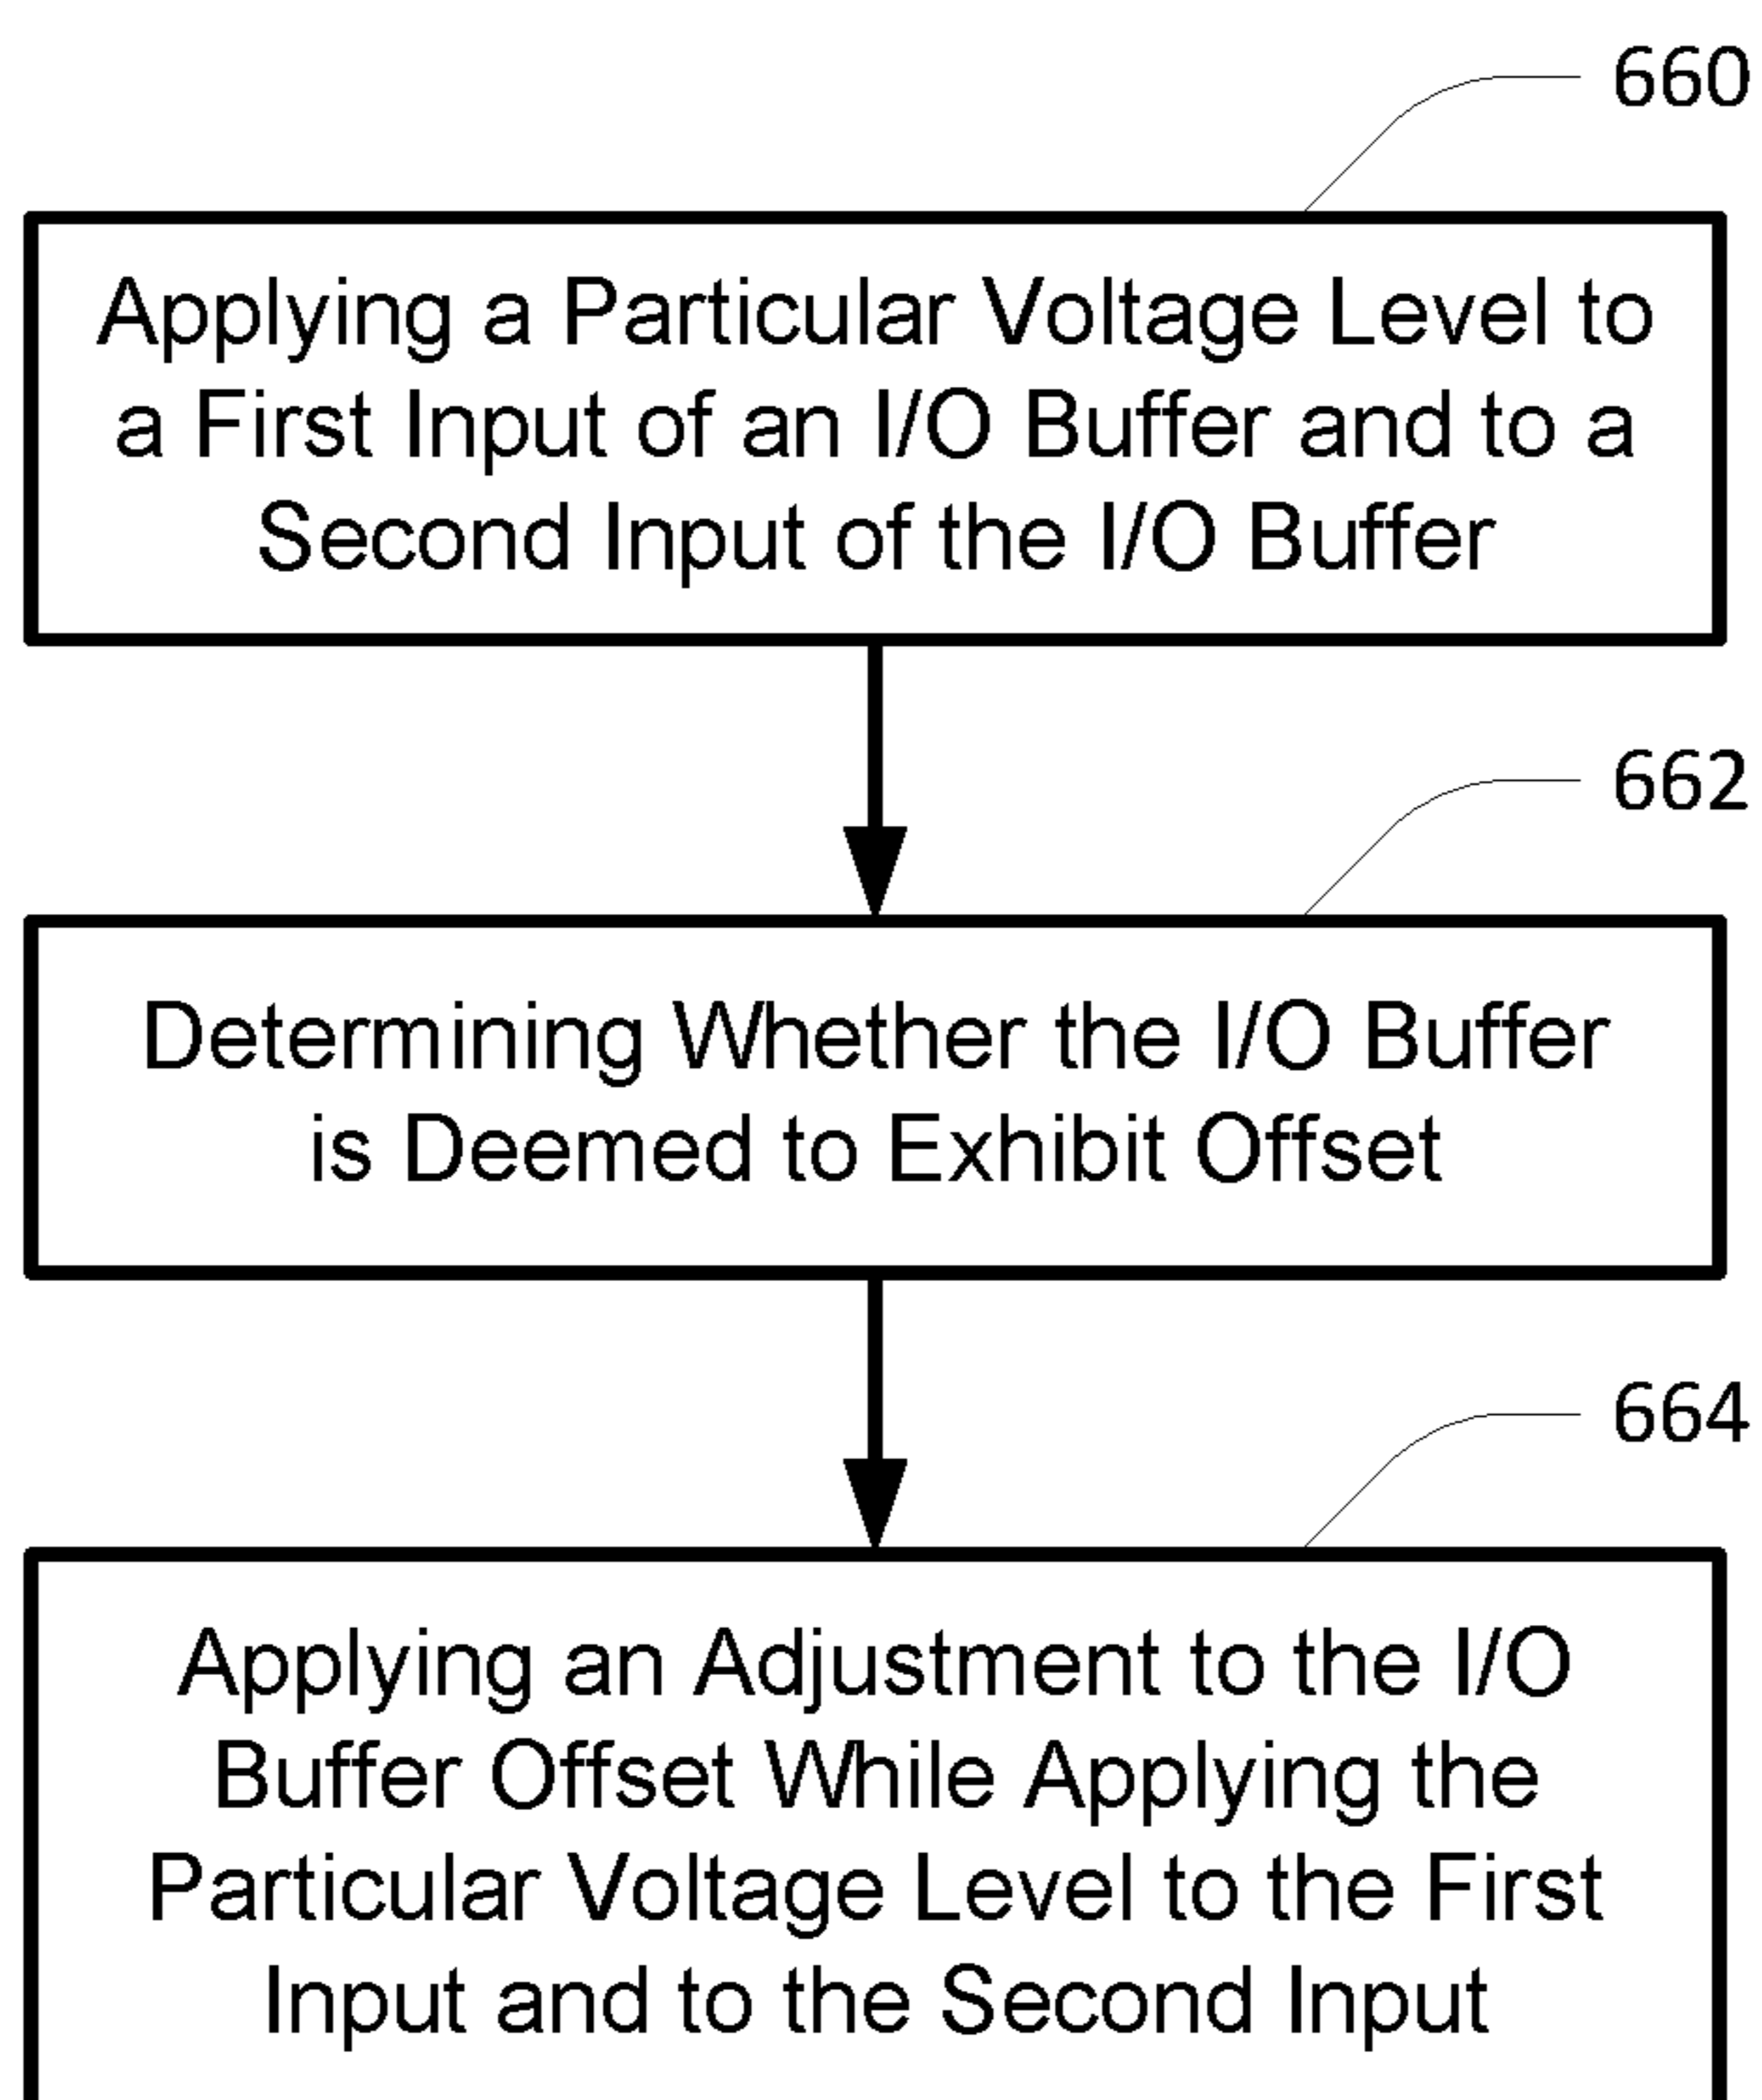 660
Applying a Particular Voltage Level to
a First Input of an I/O Buffer and to a
Second Input of the I/O Buffer
662
Determining Whether the I/O Buffer
is Deemed to Exhibit Offset
664
Applying an Adjustment to the I/O
Buffer Offset While Applying the
Particular Voltage Level to the First
Input and to the Second Input